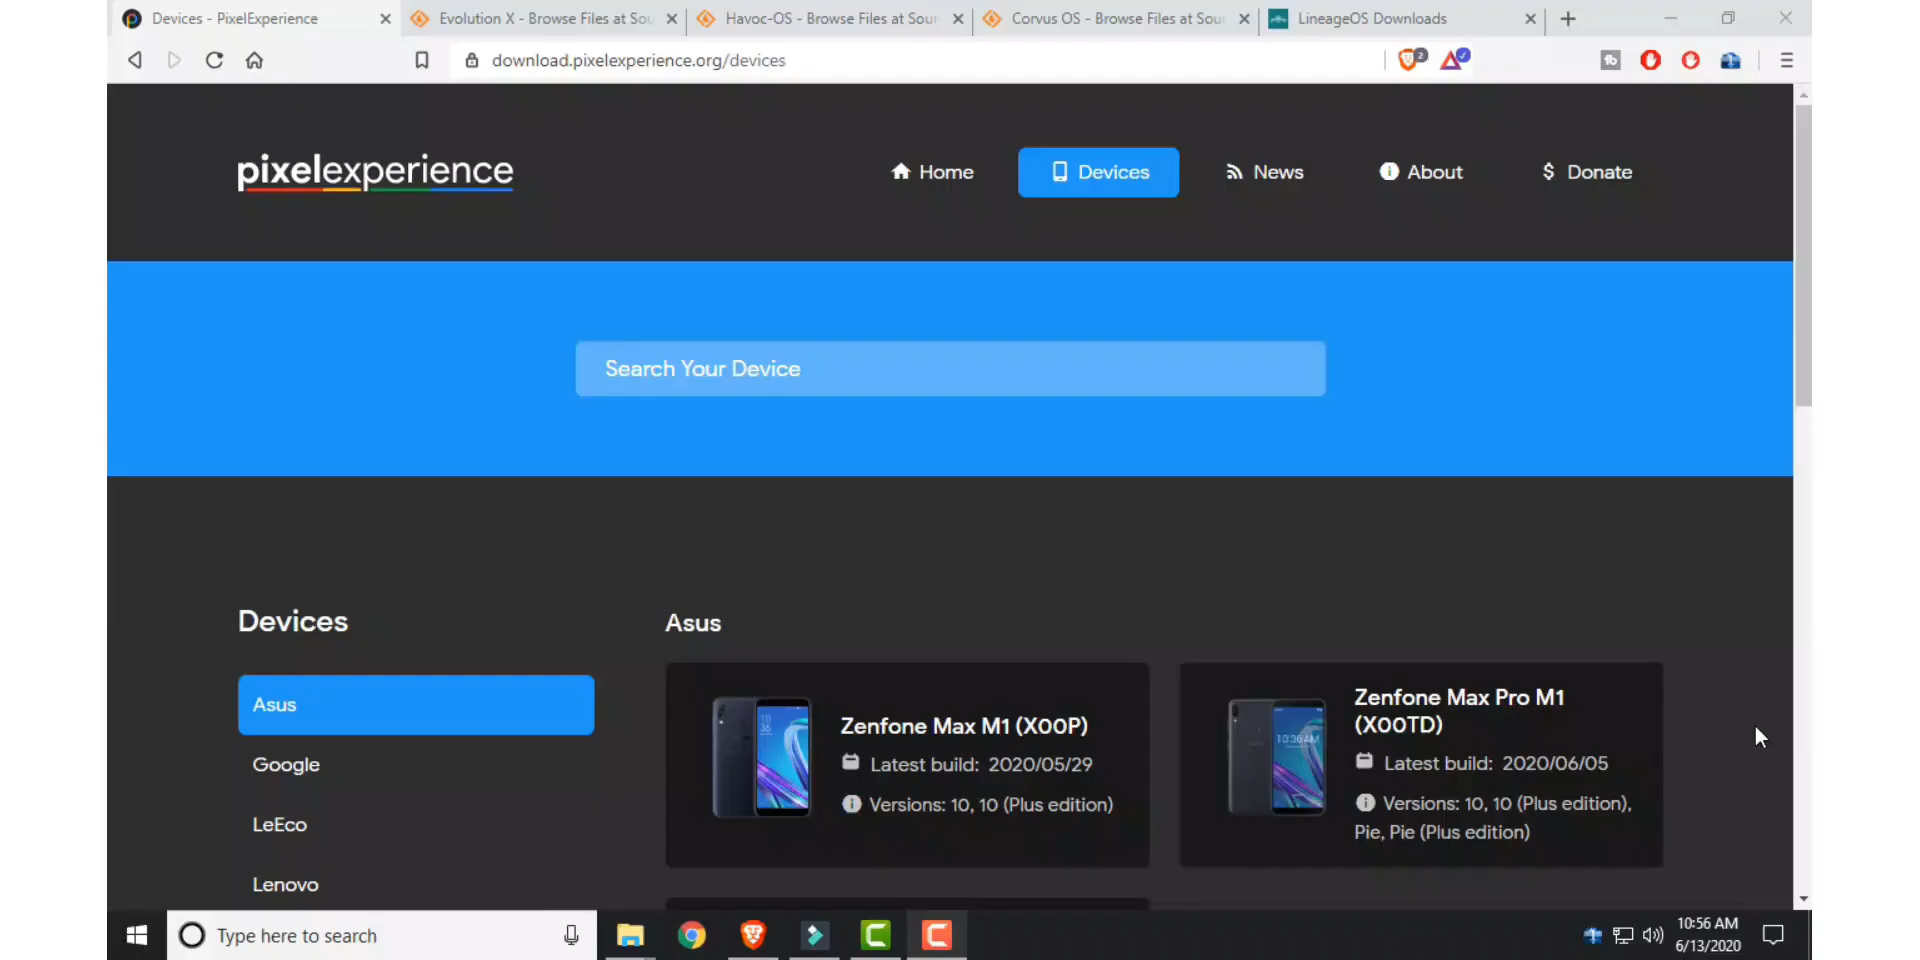 Devices - PixelExperience
Evolution X - Browse Files at Sou
Havoc-OS - Browse Files at Sour
Corvus OS - Browse Files at Sour
LineageOS Downloads
download.pixelexperience.org/devices
2
pixelexperience
Home
Devices
News
About
Donate
Search Your Device
Devices
Asus
Google
LeEco
Lenovo
Asus
Zenfone Max M1 (X00P)
Latest build: 2020/05/29
Versions: 10, 10 (Plus edition)
Zenfone Max Pro M1
(X00TD)
Latest build: 2020/06/05
Versions: 10, 10 (Plus edition),
Pie, Pie (Plus edition)
Type here to search
10:56 AM
6/13/2020